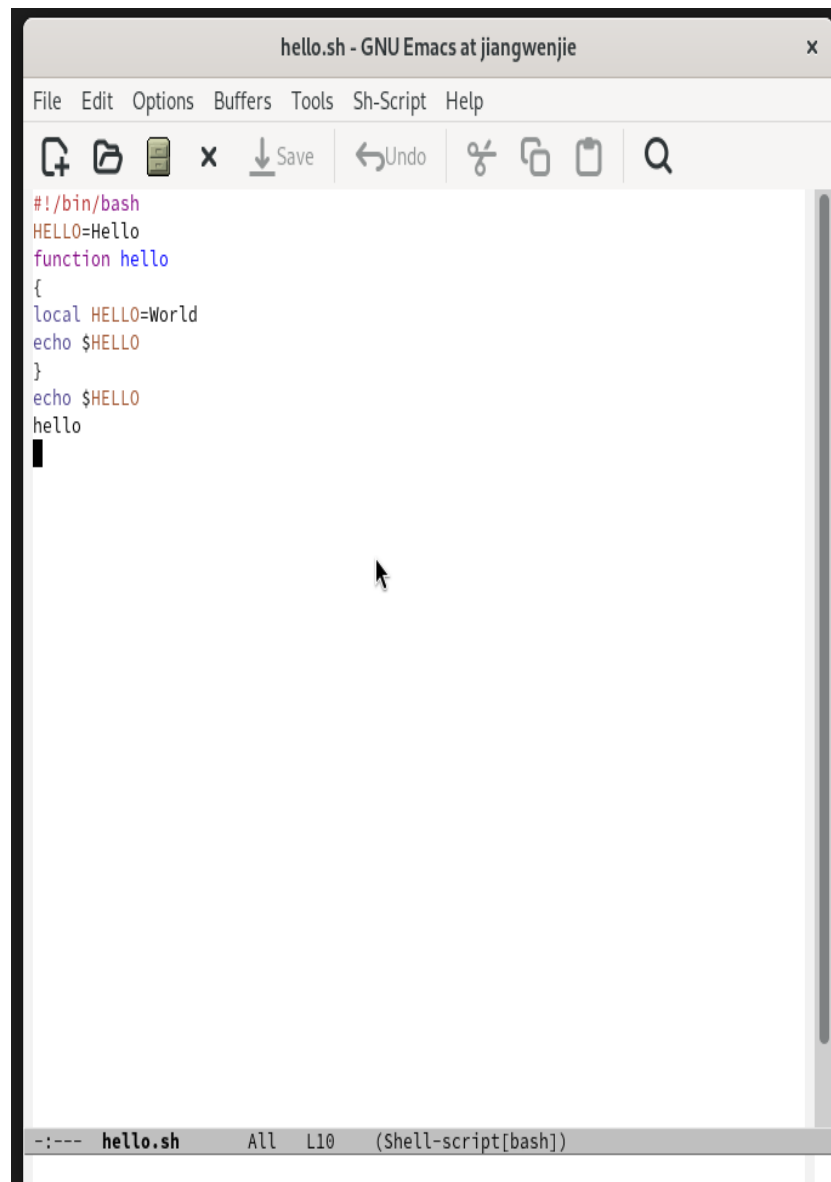 hello.sh - GNU Emacs at jiangwenjie
File Edit Options Buffers Tools Sh-Script Help
Save Undo
#!/bin/bash
HELLO=Hello
function hello
{
local HELLO=World
echo $HELLO
}
echo $HELLO
hello
-:--- hello.sh All L10 (Shell-script[bash])